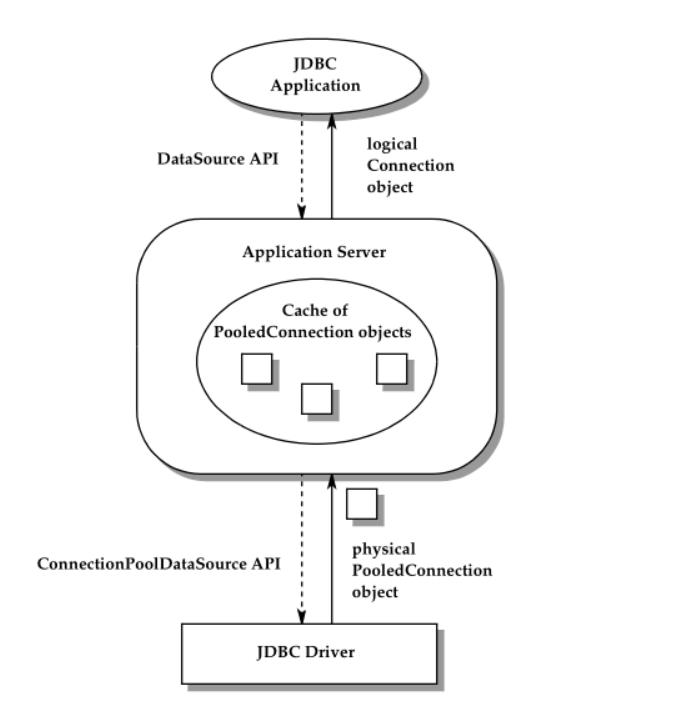 JDBC
Application
DataSource API
logical
Connection
object
Application Server
Cache of
PooledConnection objects
ConnectionPoolDataSource API
physical
PooledConnection
object
JDBC Driver